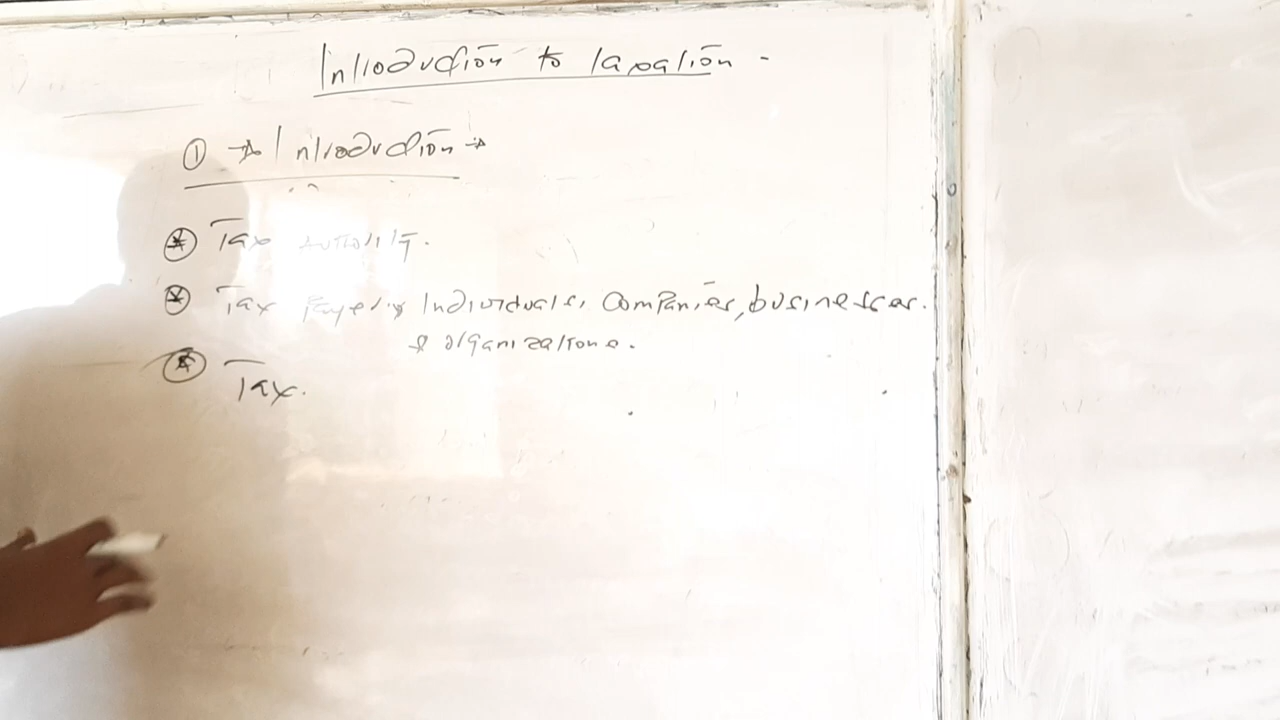 Introduction to Taxation -
① → Introduction →
* Tax Authority.
* Tax Payers Individuals, Companies, businesses.
& organizations.
* Tax.